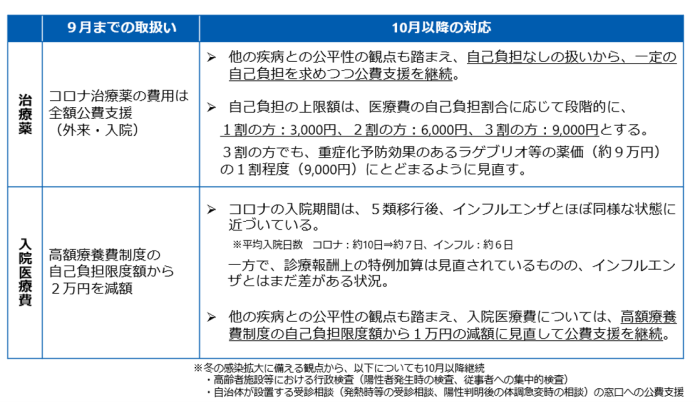 ９月までの取扱い
10月以降の対応
治療薬
コロナ治療薬の費用は
全額公費支援
（外来・入院）
➢ 他の疾病との公平性の観点も踏まえ、自己負担なしの扱いから、一定の
自己負担を求めつつ公費支援を継続。
➢ 自己負担の上限額は、医療費の自己負担割合に応じて段階的に、
１割の方：3,000円、２割の方：6,000円、３割の方：9,000円とする。
３割の方でも、重症化予防効果のあるラゲブリオ等の薬価（約９万円）
の１割程度（9,000円）にとどまるように見直す。
入院医療費
高額療養費制度の
自己負担限度額から
２万円を減額
➢ コロナの入院期間は、５類移行後、インフルエンザとほぼ同様な状態に
近づいている。
※平均入院日数　コロナ：約10日⇒約７日、インフル：約６日
一方で、診療報酬上の特例加算は見直されているものの、インフルエン
ザとはまだ差がある状況。
➢ 他の疾病との公平性の観点も踏まえ、入院医療費については、高額療養
費制度の自己負担限度額から１万円の減額に見直して公費支援を継続。
※冬の感染拡大に備える観点から、以下についても10月以降継続
・高齢者施設等における行政検査（陽性者発生時の検査、従事者への集中的検査）
・自治体が設置する受診相談（発熱時等の受診相談、陽性判明後の体調急変時の相談）の窓口への公費支援